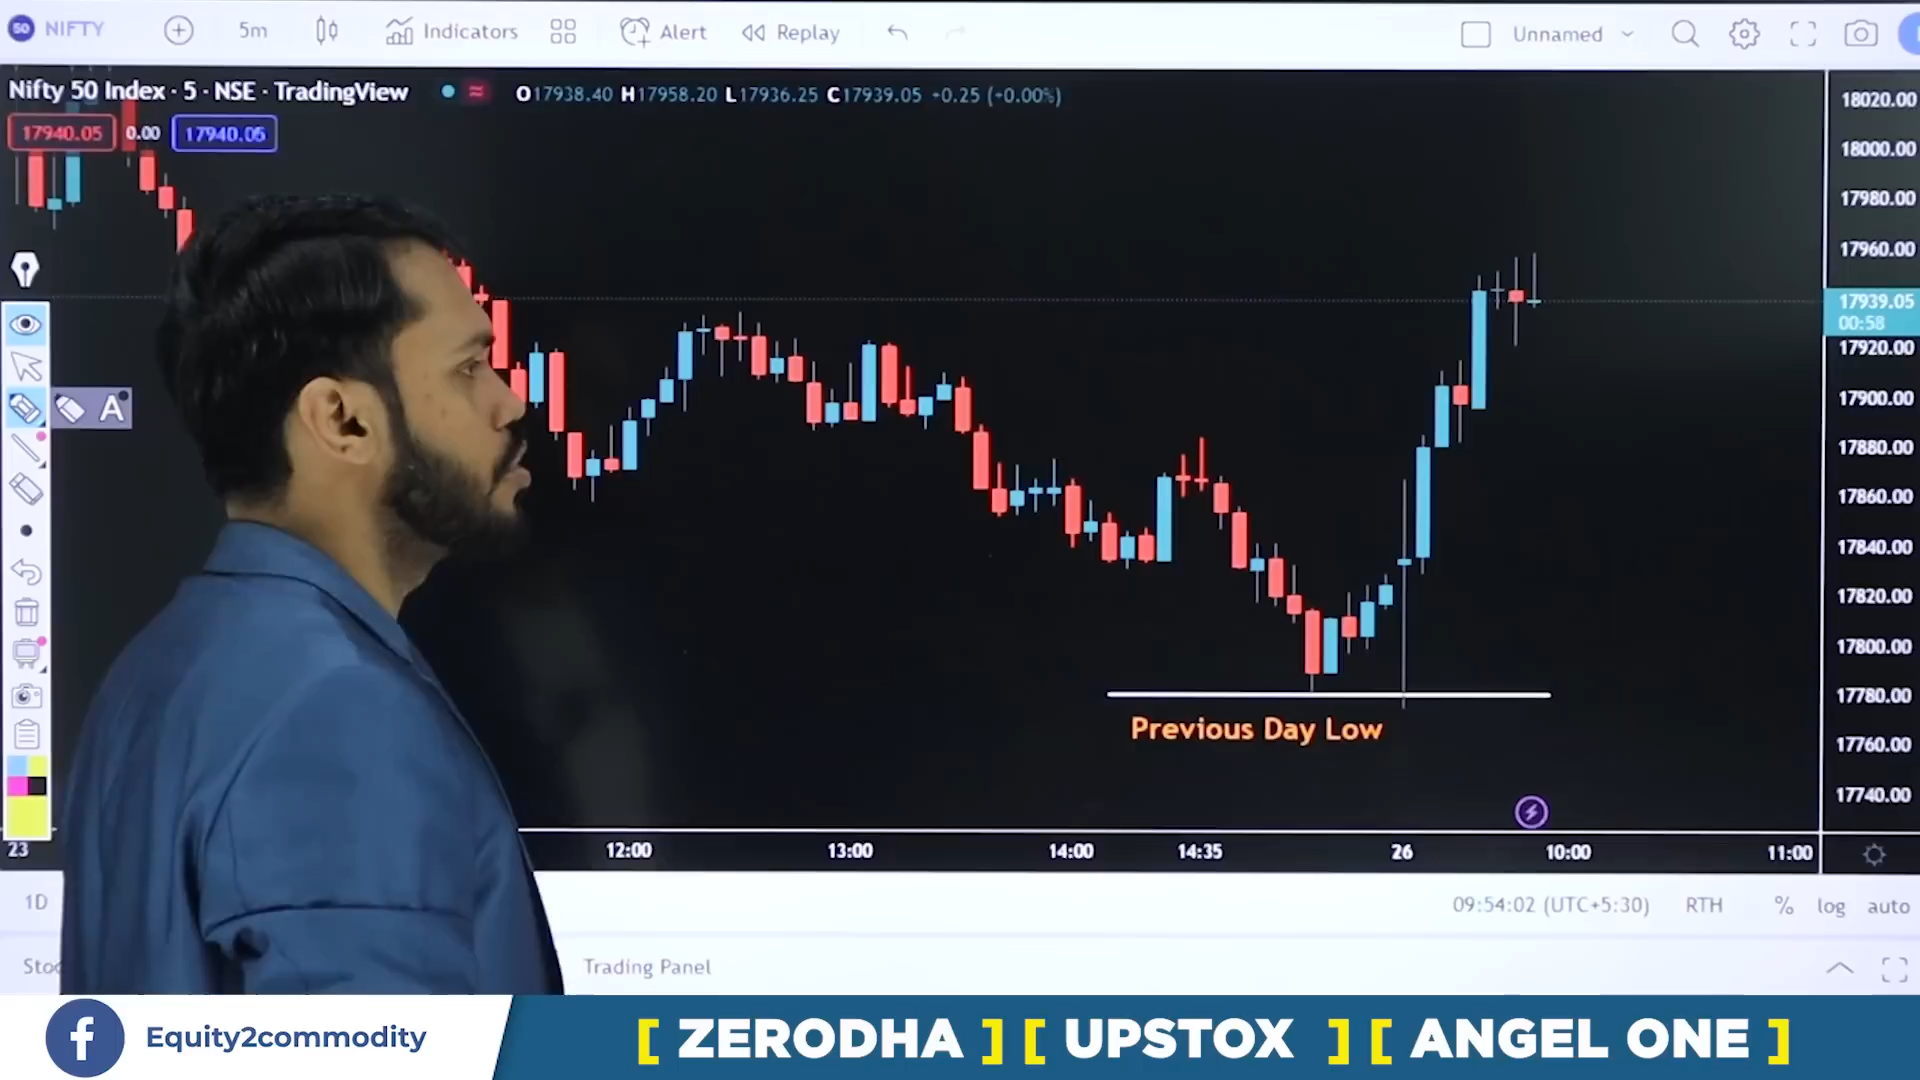 50 NIFTY 5m Indicators Alert Replay Unnamed
Nifty 50 Index · 5 · NSE · TradingView O17938.40 H17958.20 L17936.25 C17939.05 +0.25 (+0.00%)
17940.05 0.00 17940.05
18020.00
18000.00
17980.00
17960.00
17939.05
00:58
17920.00
17900.00
17880.00
17860.00
17840.00
17820.00
17800.00
17780.00
17760.00
17740.00
A
Previous Day Low
23 12:00 13:00 14:00 14:35 26 10:00 11:00
1D 09:54:02 (UTC+5:30) RTH % log auto
Trading Panel
f Equity2commodity
[ ZERODHA ] [ UPSTOX ] [ ANGEL ONE ]